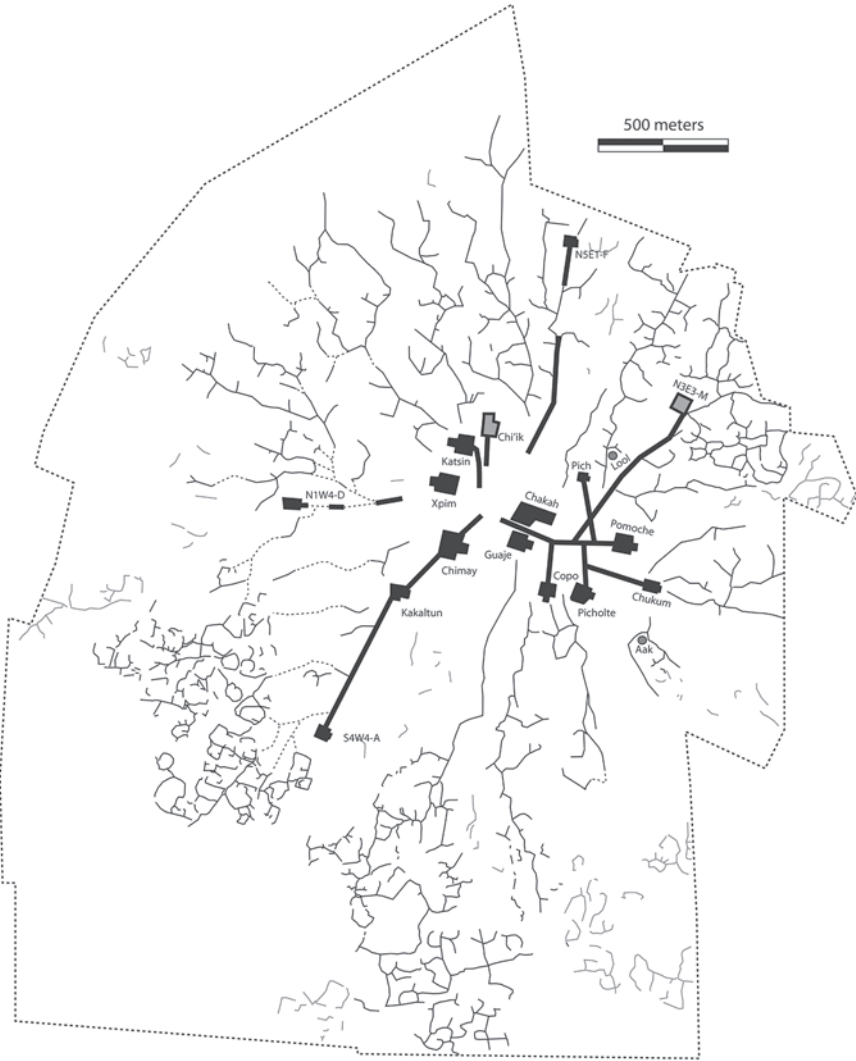 500 meters
N5E1-F
N3E3-M
Chi'ik
Katsin
Lool
Pich
Xpim
N1W4-D
Chakah
Pomoche
Guaje
Chimay
Copo
Chukum
Kakaltun
Picholte
Aak
S4W4-A